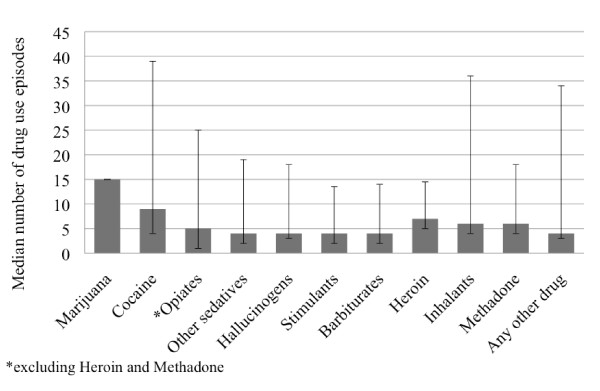 Median number of drug use episodes
45
40
35
30
25
20
15
10
5
0
Marijuana
Cocaine
*Opiates
Other sedatives
Hallucinogens
Stimulants
Barbiturates
Heroin
Inhalants
Methadone
Any other drug
*excluding Heroin and Methadone